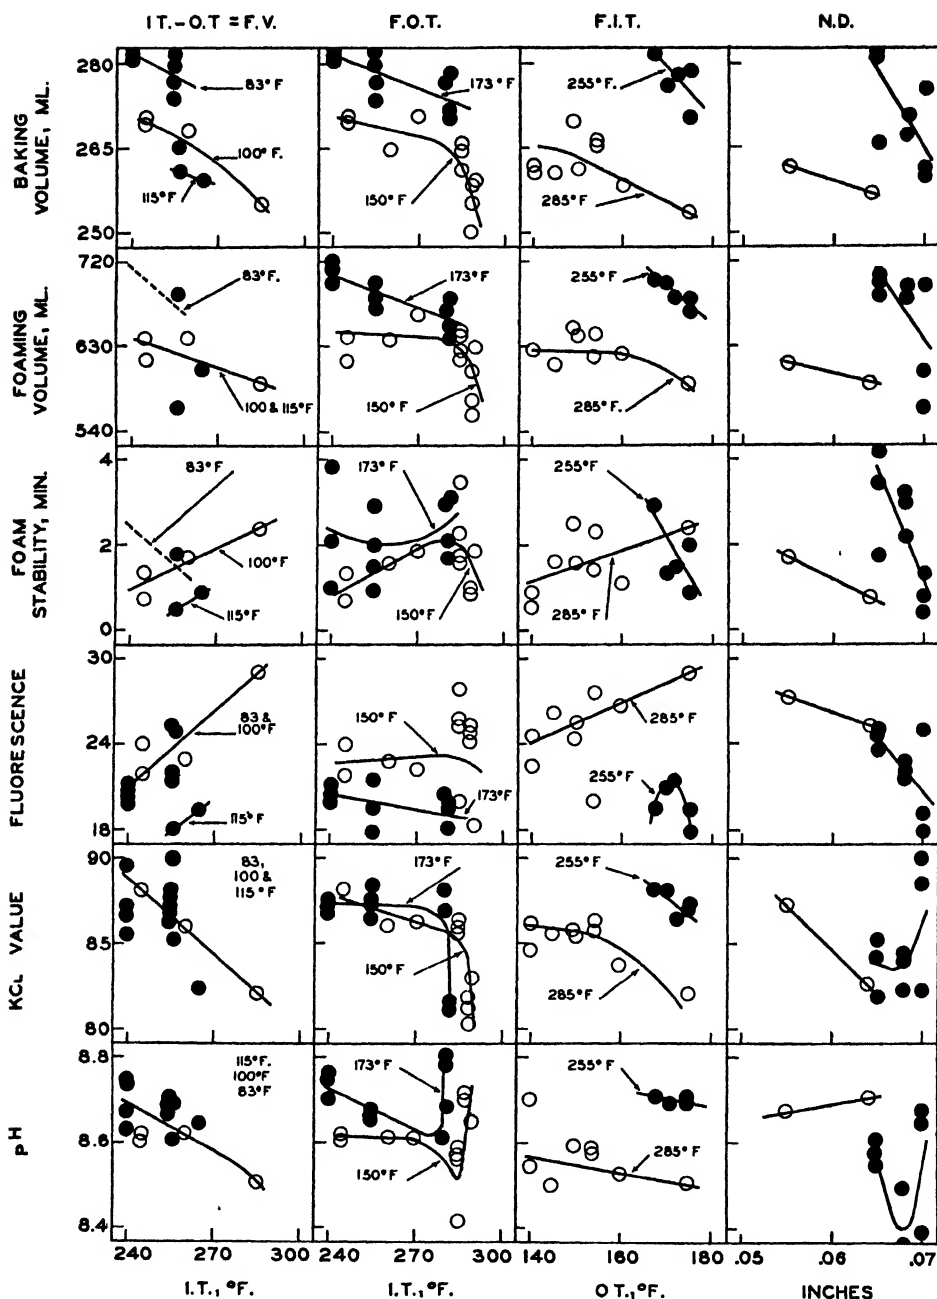 I T. - O.T = F. V. F.O.T. F.I.T. N.D.
BAKING VOLUME, ML.
280
265
250
83°F
100°F.
115°F
173°F
150°F
255°F.
285°F
FOAMING VOLUME, ML.
720
630
540
83°F.
100 & 115°F
173°F
150°F
255°F
285°F.
FOAM STABILITY, MIN.
4
2
0
83°F
100°F
115°F
173°F
150°F
255°F
285°F
FLUORESCENCE
30
24
18
83 &
100°F
115°F
150°F
173°F
285°F
255°F
KCL VALUE
90
85
80
83,
100 &
115°F
173°F
150°F
255°F
285°F
pH
8.8
8.6
8.4
115°F.
100°F
83°F
173°F
150°F
255°F
285°F
240 270 300 240 270 300 140 160 180 .05 .06 .07
I.T., °F. I.T., °F. O T., °F. INCHES